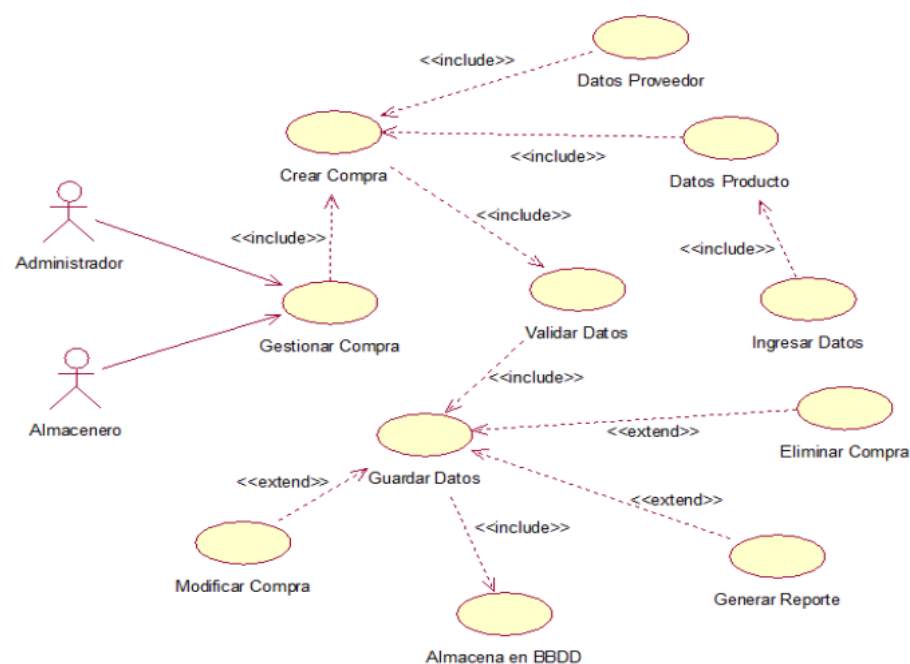 <<include>>
Datos Proveedor
<<include>>
Crear Compra
Datos Producto
<<include>>
<<include>>
<<include>>
Administrador
Gestionar Compra
Validar Datos
Ingresar Datos
<<include>>
Almacenero
<<extend>>
Eliminar Compra
Guardar Datos
<<extend>>
<<extend>>
<<include>>
Modificar Compra
Generar Reporte
Almacena en BBDD